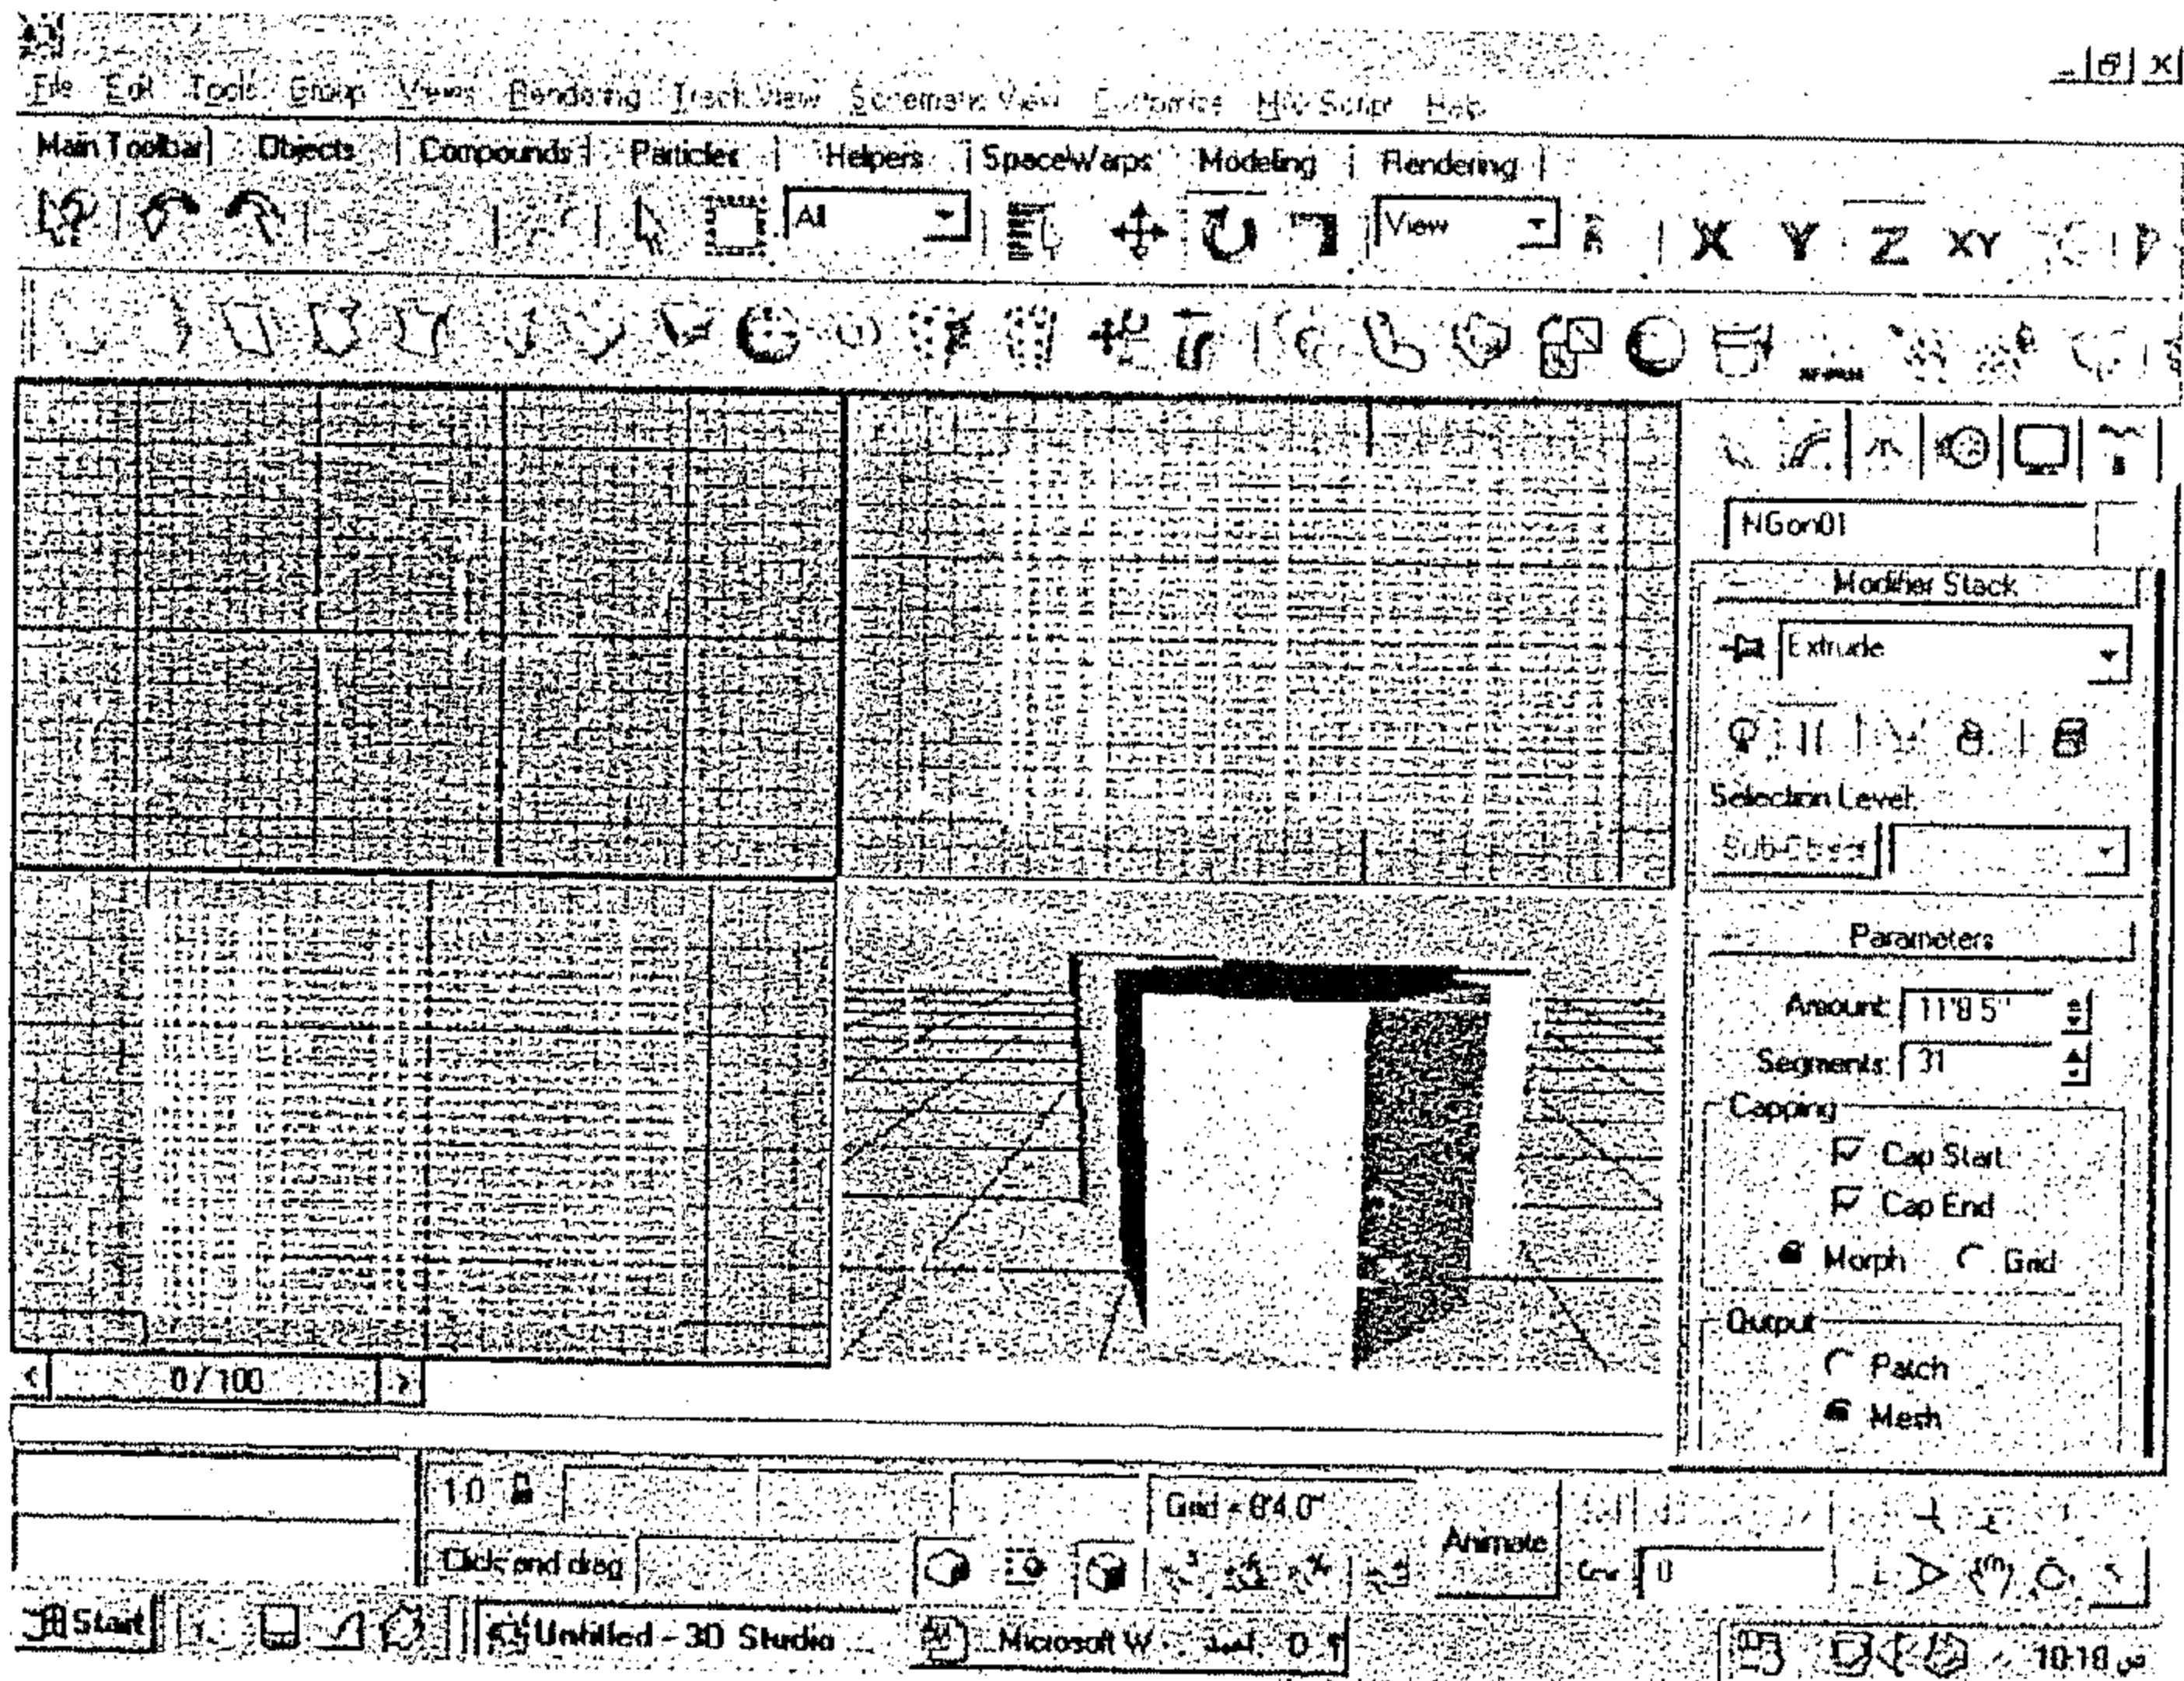 File Edit Tools Group Views Rendering Track View Schematic View Customize Help
Main Toolbar Objects Compounds Particles Helpers SpaceWarps Modeling Rendering
All View X Y Z XY
NGon01
Modifier Stack
Extrude
Selection Level:
Sub-Object
Parameters
Amount: 11'8.5"
Segments: 31
Capping
Cap Start
Cap End
Morph Grid
Output
Patch
Mesh
0 / 100
Grid = 0'4.0"
Click and drag
Animate
0
Start Untitled - 3D Studio ... Microsoft W 10:18 ص